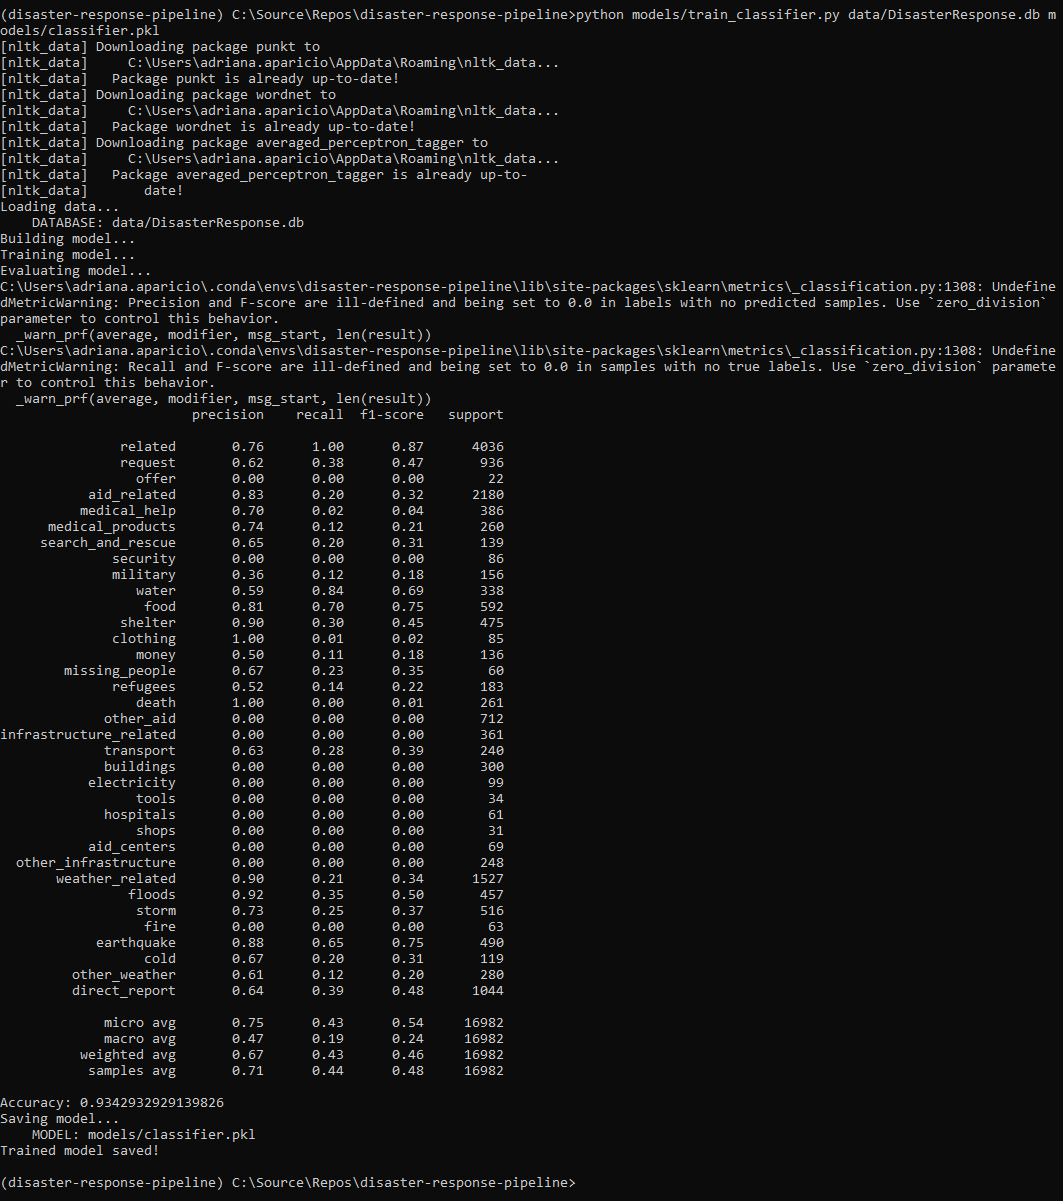 (disaster-response-pipeline) C:\Source\Repos\disaster-response-pipeline>python models/train_classifier.py data/DisasterResponse.db m
odels/classifier.pkl
[nltk_data] Downloading package punkt to
[nltk_data]     C:\Users\adriana.aparicio\AppData\Roaming\nltk_data...
[nltk_data]   Package punkt is already up-to-date!
[nltk_data] Downloading package wordnet to
[nltk_data]     C:\Users\adriana.aparicio\AppData\Roaming\nltk_data...
[nltk_data]   Package wordnet is already up-to-date!
[nltk_data] Downloading package averaged_perceptron_tagger to
[nltk_data]     C:\Users\adriana.aparicio\AppData\Roaming\nltk_data...
[nltk_data]   Package averaged_perceptron_tagger is already up-to-
[nltk_data]       date!
Loading data...
    DATABASE: data/DisasterResponse.db
Building model...
Training model...
Evaluating model...
C:\Users\adriana.aparicio\.conda\envs\disaster-response-pipeline\lib\site-packages\sklearn\metrics\_classification.py:1308: Undefine
dMetricWarning: Precision and F-score are ill-defined and being set to 0.0 in labels with no predicted samples. Use `zero_division`
parameter to control this behavior.
  _warn_prf(average, modifier, msg_start, len(result))
C:\Users\adriana.aparicio\.conda\envs\disaster-response-pipeline\lib\site-packages\sklearn\metrics\_classification.py:1308: Undefine
dMetricWarning: Recall and F-score are ill-defined and being set to 0.0 in samples with no true labels. Use `zero_division` paramete
r to control this behavior.
  _warn_prf(average, modifier, msg_start, len(result))
                        precision    recall  f1-score   support

               related       0.76      1.00      0.87      4036
               request       0.62      0.38      0.47       936
                 offer       0.00      0.00      0.00        22
           aid_related       0.83      0.20      0.32      2180
          medical_help       0.70      0.02      0.04       386
      medical_products       0.74      0.12      0.21       260
     search_and_rescue       0.65      0.20      0.31       139
              security       0.00      0.00      0.00        86
              military       0.36      0.12      0.18       156
                 water       0.59      0.84      0.69       338
                  food       0.81      0.70      0.75       592
               shelter       0.90      0.30      0.45       475
              clothing       1.00      0.01      0.02        85
                 money       0.50      0.11      0.18       136
        missing_people       0.67      0.23      0.35        60
              refugees       0.52      0.14      0.22       183
                 death       1.00      0.00      0.01       261
             other_aid       0.00      0.00      0.00       712
infrastructure_related       0.00      0.00      0.00       361
             transport       0.63      0.28      0.39       240
             buildings       0.00      0.00      0.00       300
           electricity       0.00      0.00      0.00        99
                 tools       0.00      0.00      0.00        34
             hospitals       0.00      0.00      0.00        61
                 shops       0.00      0.00      0.00        31
           aid_centers       0.00      0.00      0.00        69
  other_infrastructure       0.00      0.00      0.00       248
       weather_related       0.90      0.21      0.34      1527
                floods       0.92      0.35      0.50       457
                 storm       0.73      0.25      0.37       516
                  fire       0.00      0.00      0.00        63
            earthquake       0.88      0.65      0.75       490
                  cold       0.67      0.20      0.31       119
         other_weather       0.61      0.12      0.20       280
         direct_report       0.64      0.39      0.48      1044

             micro avg       0.75      0.43      0.54     16982
             macro avg       0.47      0.19      0.24     16982
          weighted avg       0.67      0.43      0.46     16982
           samples avg       0.71      0.44      0.48     16982

Accuracy: 0.9342932929139826
Saving model...
    MODEL: models/classifier.pkl
Trained model saved!

(disaster-response-pipeline) C:\Source\Repos\disaster-response-pipeline>